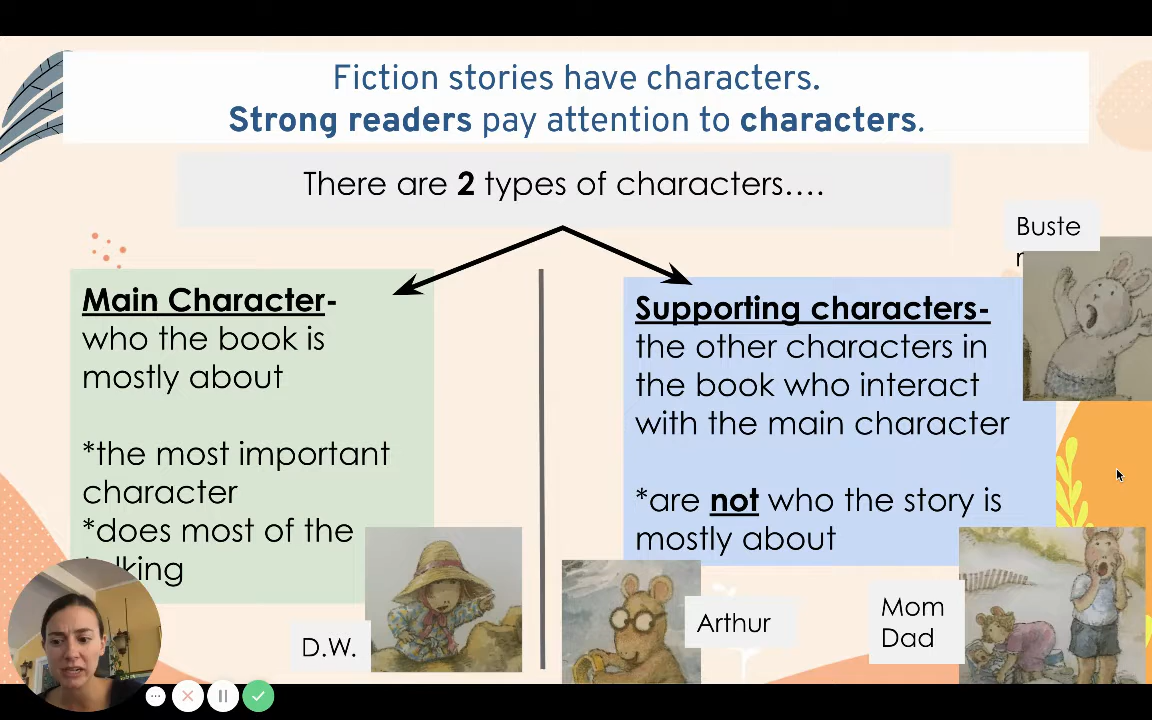 Fiction stories have characters.
Strong readers pay attention to characters.
There are 2 types of characters….
Buste
r
Main Character-
who the book is
mostly about
*the most important
character
*does most of the
lking
Supporting characters-
the other characters in
the book who interact
with the main character
*are not who the story is
mostly about
D.W.
Arthur
Mom
Dad